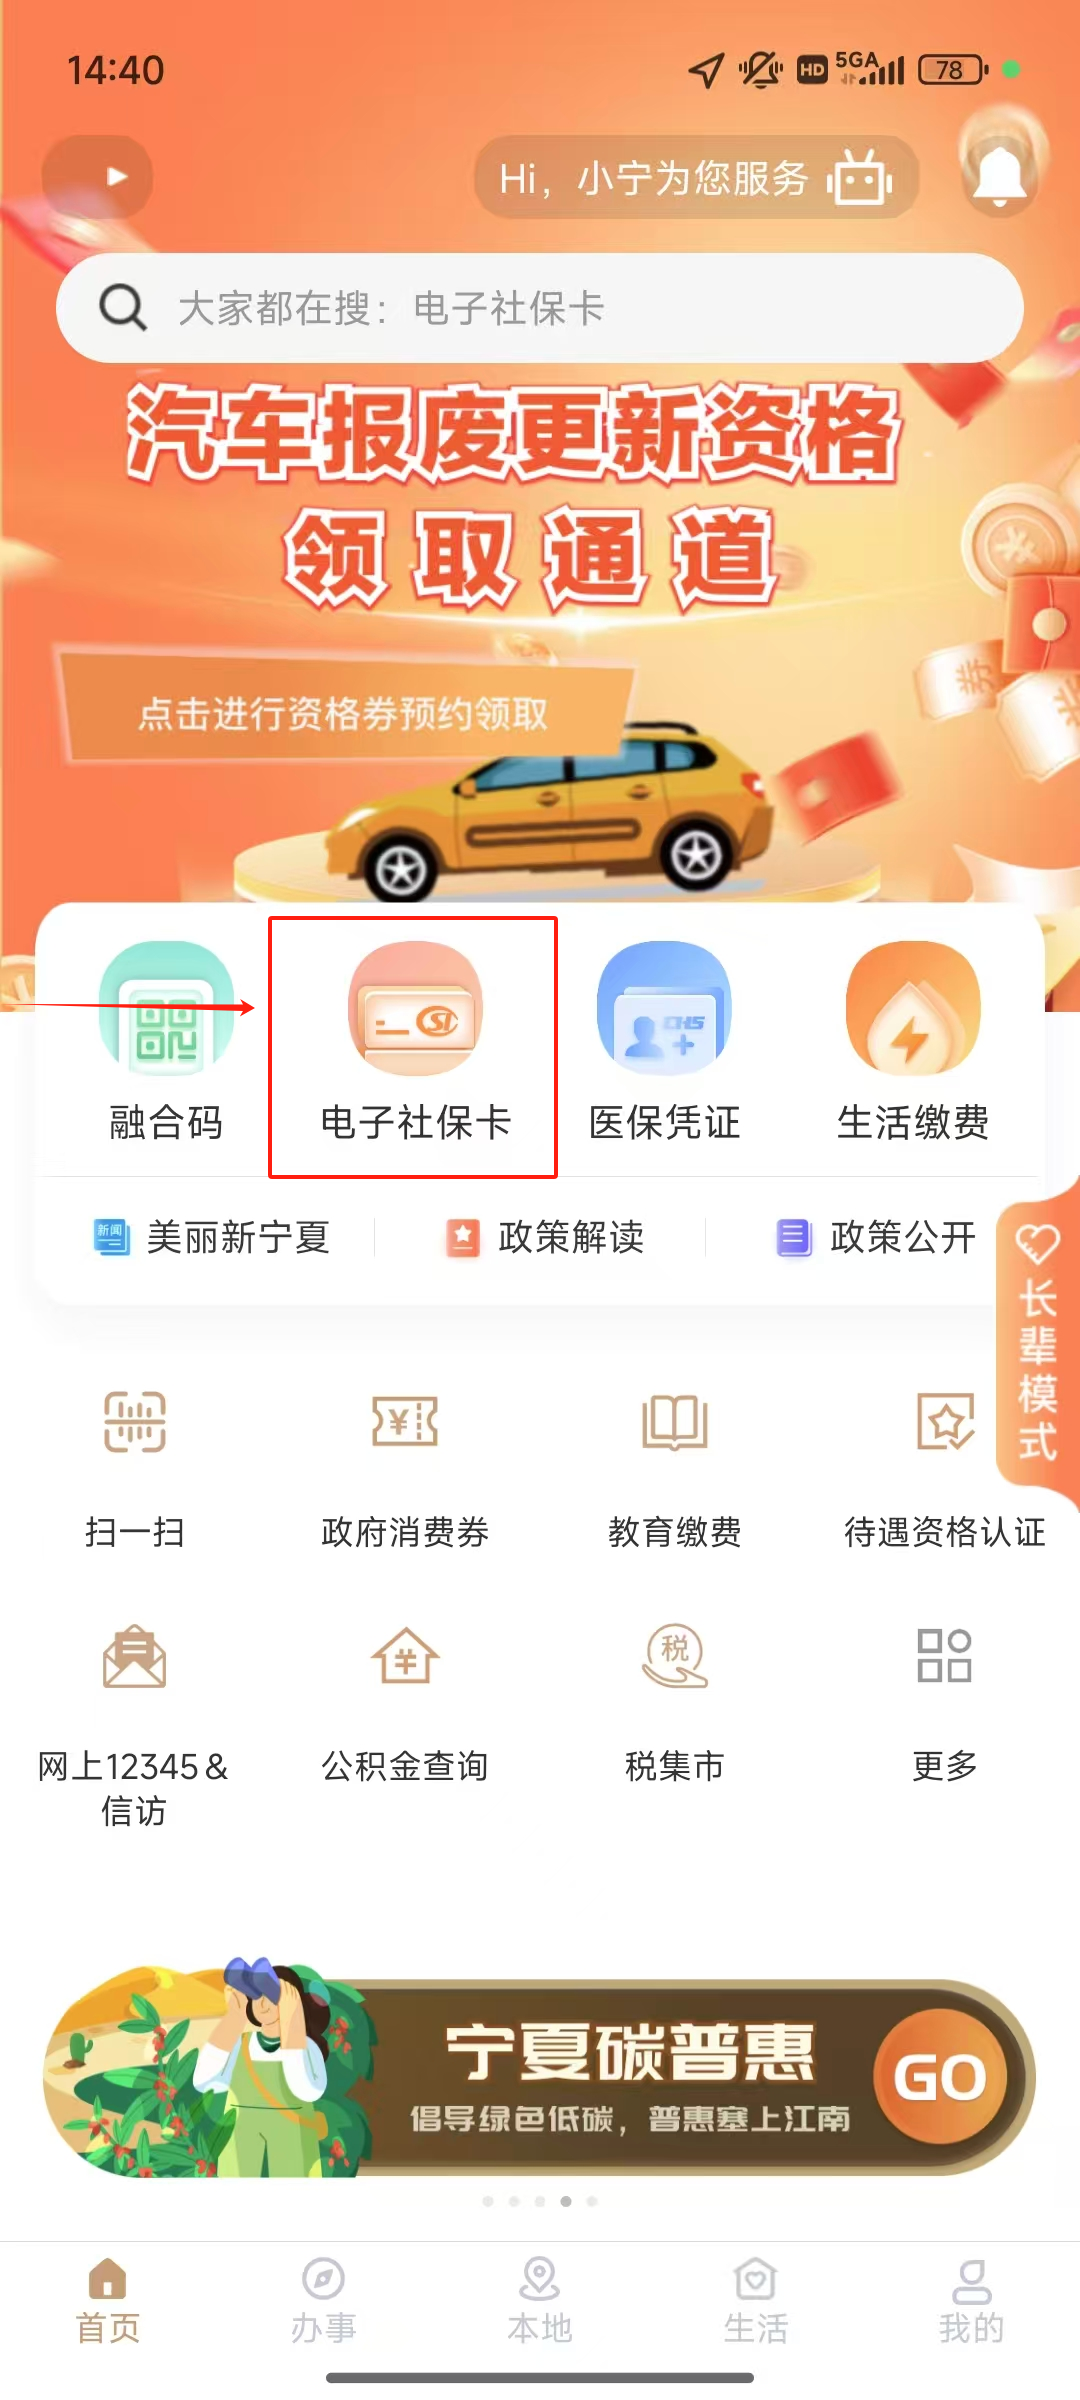 14:40
HD 5GA 78
Hi，小宁为您服务
大家都在搜：电子社保卡
汽车报废更新资格
领取通道
券
点击进行资格券预约领取
CHS
融合码 电子社保卡 医保凭证 生活缴费
新闻 美丽新宁夏 政策解读 政策公开
长辈模式
扫一扫 政府消费券 教育缴费 待遇资格认证
税
网上12345& 公积金查询 税集市 更多
信访
宁夏碳普惠
GO
倡导绿色低碳，普惠塞上江南
首页 办事 本地 生活 我的